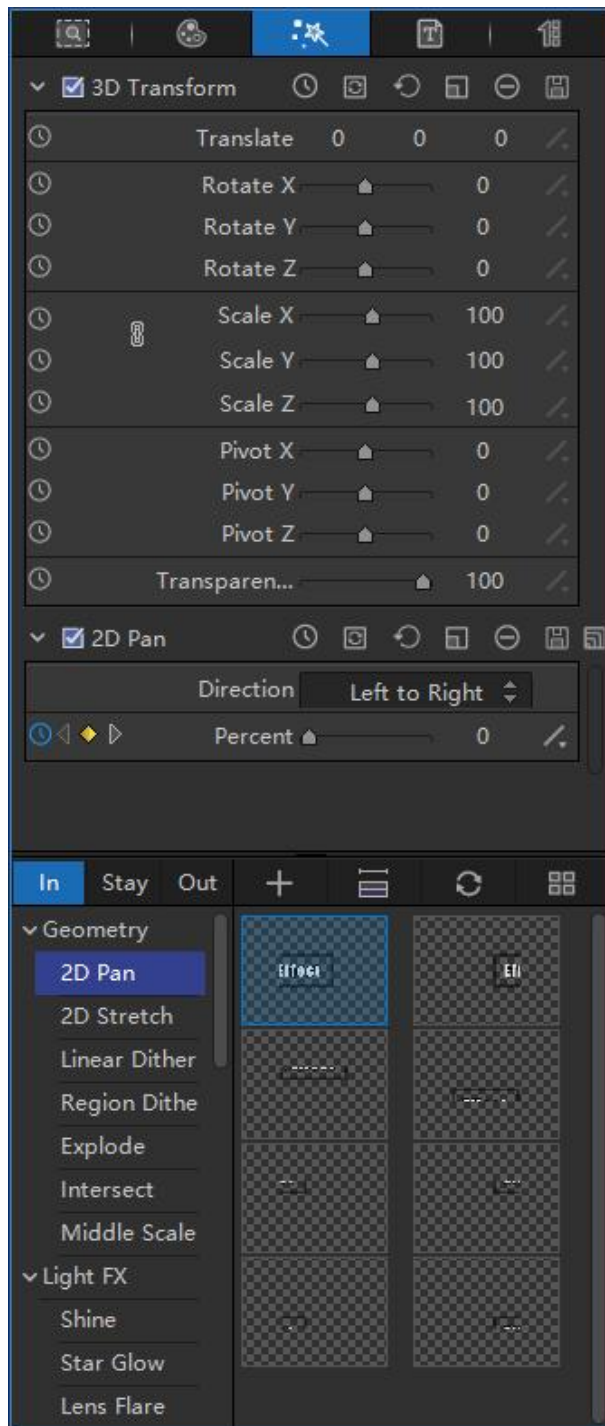 3D Transform
Translate 0 0 0
Rotate X 0
Rotate Y 0
Rotate Z 0
Scale X 100
Scale Y 100
Scale Z 100
Pivot X 0
Pivot Y 0
Pivot Z 0
Transparen... 100
2D Pan
Direction Left to Right
Percent 0
In Stay Out
Geometry
2D Pan
2D Stretch
Linear Dither
Region Dithe
Explode
Intersect
Middle Scale
Light FX
Shine
Star Glow
Lens Flare
Effect